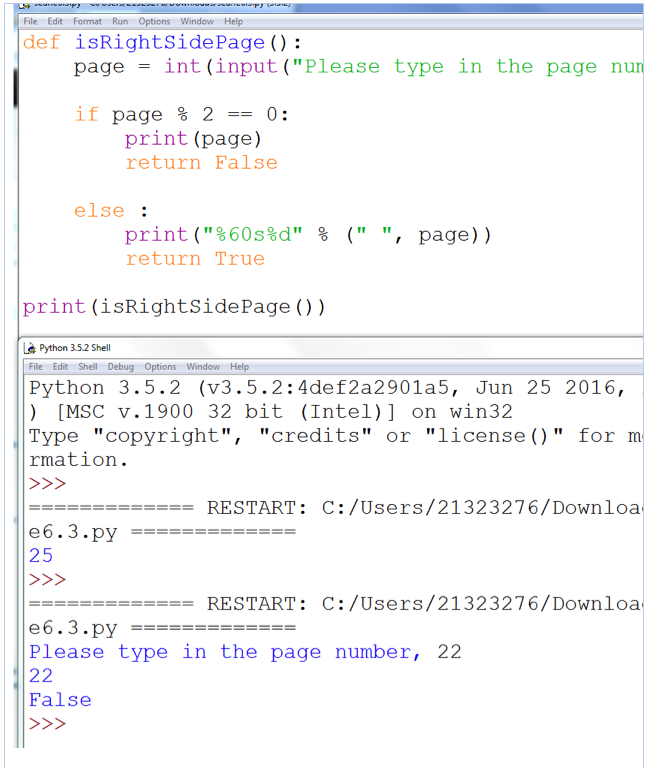 File Edit Format Run Options Window Help
def isRightSidePage():
    page = int(input("Please type in the page num
    if page % 2 == 0:
        print(page)
        return False
    else :
        print("%60s%d" % (" ", page))
        return True
print(isRightSidePage())
Python 3.5.2 Shell
File Edit Shell Debug Options Window Help
Python 3.5.2 (v3.5.2:4def2a2901a5, Jun 25 2016,
) [MSC v.1900 32 bit (Intel)] on win32
Type "copyright", "credits" or "license()" for m
rmation.
>>>
============= RESTART: C:/Users/21323276/Downloa
e6.3.py =============
25
>>>
============= RESTART: C:/Users/21323276/Downloa
e6.3.py =============
Please type in the page number, 22
22
False
>>>